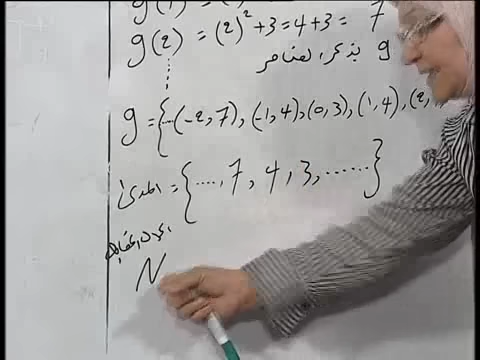 g(1) =
g(2) = (2)² + 3 = 4 + 3 = 7
g بذكر العناصر
g = {...(-2, 7), (-1, 4), (0, 3), (1, 4), (2,
المدى = {...., 7, 4, 3, ......}
N